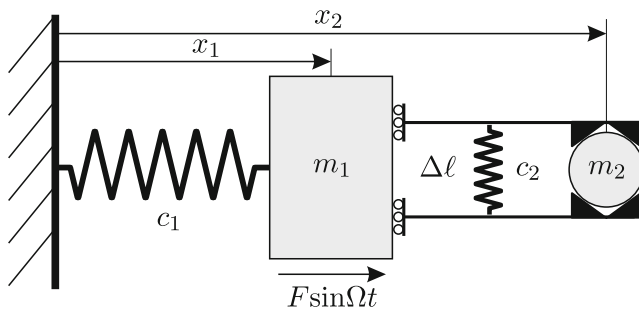 x₂
x₁
m₁
Δℓ
c₂
m₂
c₁
F sinΩt